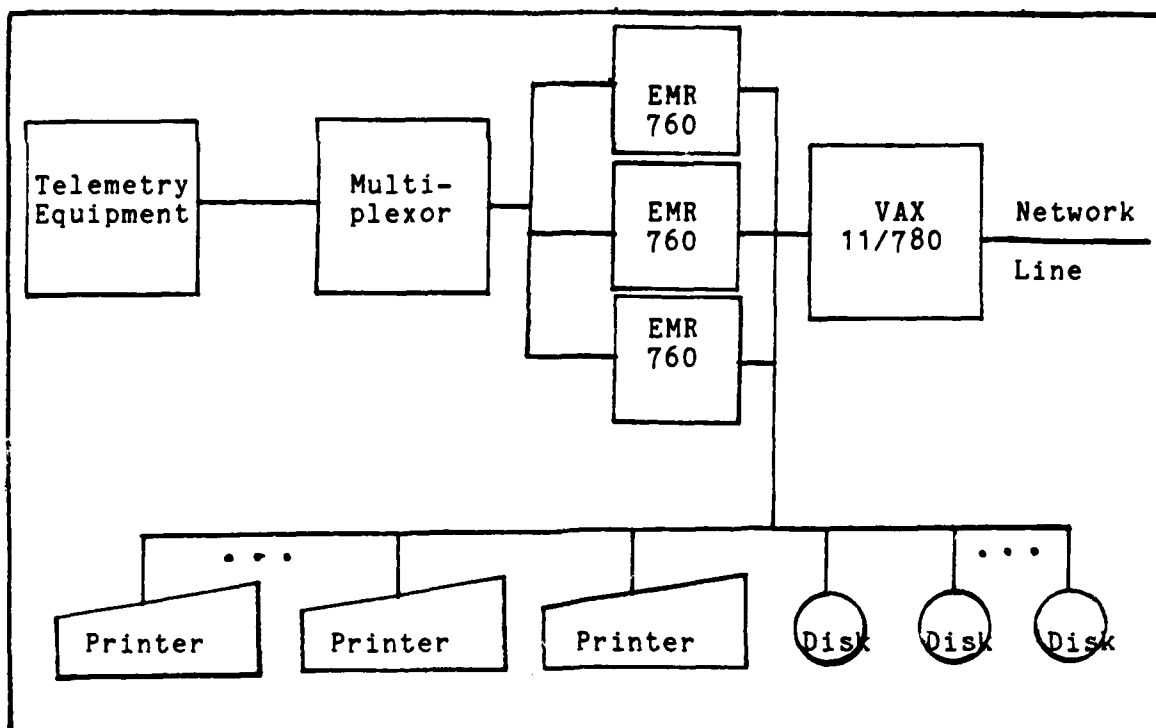 Telemetry
Equipment
Multi-
plexor
EMR
760
EMR
760
EMR
760
VAX
11/780
Network
Line
Printer
Printer
Printer
Disk
Disk
Disk